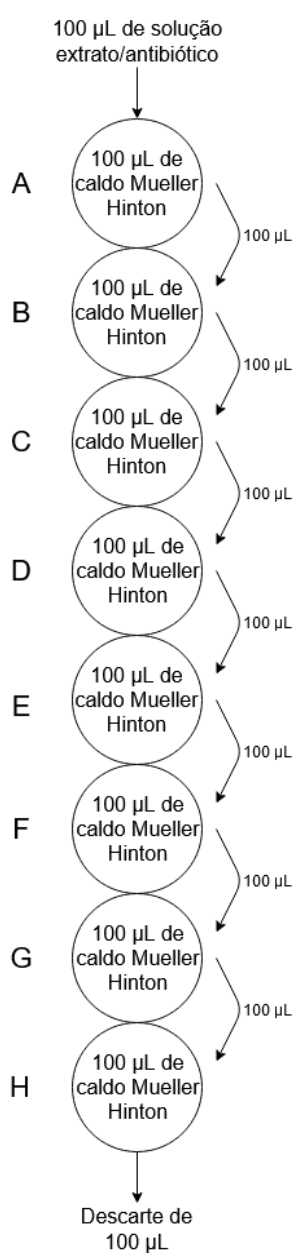 100 µL de solução
extrato/antibiótico
A
100 µL de
caldo Mueller
Hinton
100 µL
B
100 µL de
caldo Mueller
Hinton
100 µL
C
100 µL de
caldo Mueller
Hinton
100 µL
D
100 µL de
caldo Mueller
Hinton
100 µL
E
100 µL de
caldo Mueller
Hinton
100 µL
F
100 µL de
caldo Mueller
Hinton
100 µL
G
100 µL de
caldo Mueller
Hinton
100 µL
H
100 µL de
caldo Mueller
Hinton
Descarte de
100 µL